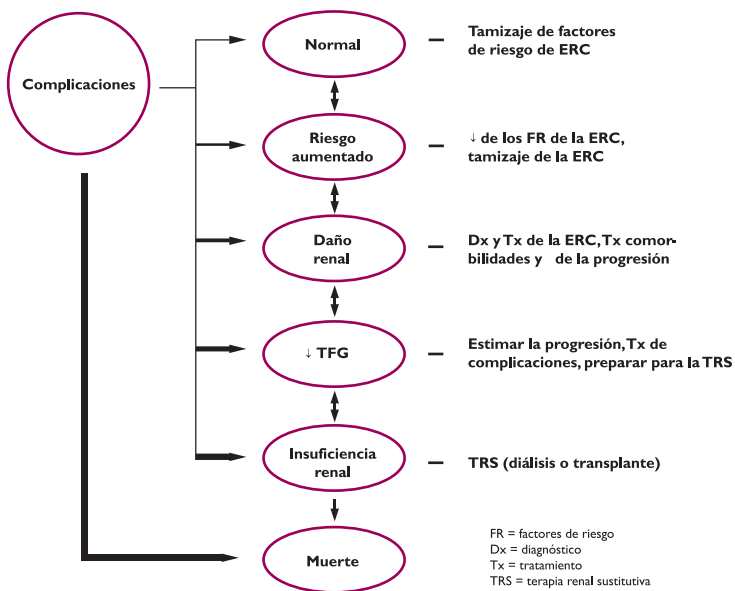 Complicaciones
Normal
Tamizaje de factores
de riesgo de ERC
Riesgo
aumentado
↓ de los FR de la ERC,
tamizaje de la ERC
Daño
renal
Dx y Tx de la ERC, Tx comor-
bilidades y de la progresión
↓ TFG
Estimar la progresión, Tx de
complicaciones, preparar para la TRS
Insuficiencia
renal
TRS (diálisis o transplante)
Muerte
FR = factores de riesgo
Dx = diagnóstico
Tx = tratamiento
TRS = terapia renal sustitutiva